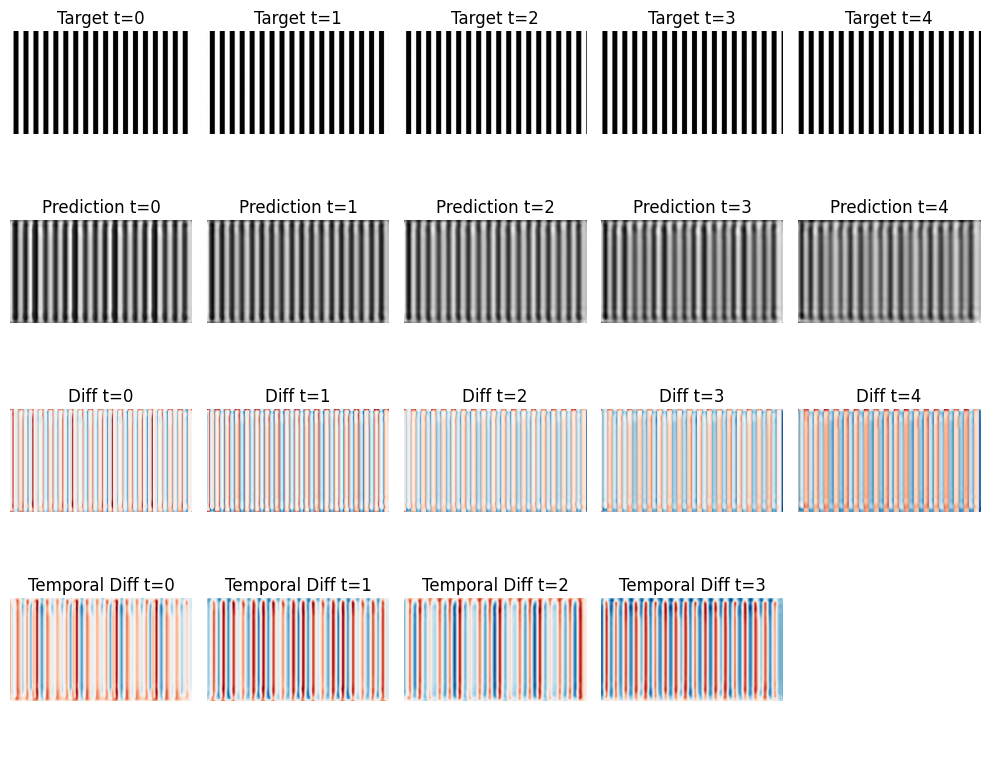 Target t=0 Target t=1 Target t=2 Target t=3 Target t=4
Prediction t=0 Prediction t=1 Prediction t=2 Prediction t=3 Prediction t=4
Diff t=0 Diff t=1 Diff t=2 Diff t=3 Diff t=4
Temporal Diff t=0 Temporal Diff t=1 Temporal Diff t=2 Temporal Diff t=3